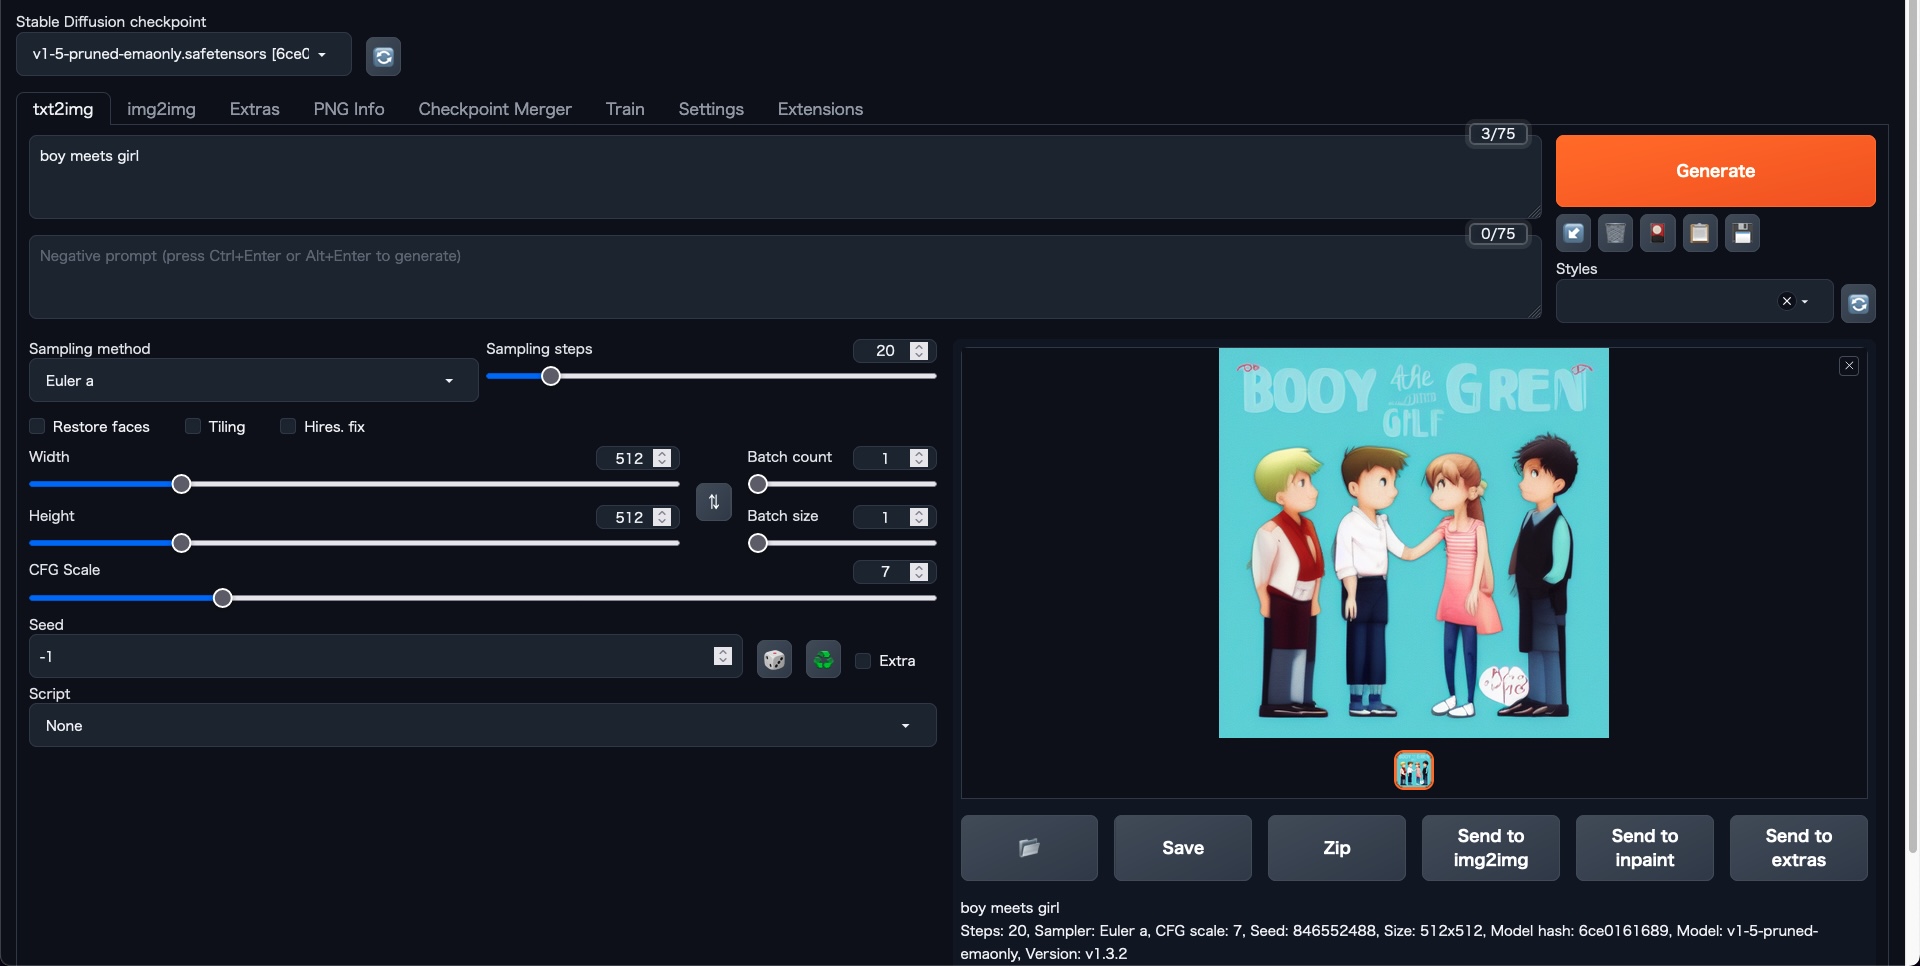 Stable Diffusion checkpoint
v1-5-pruned-emaonly.safetensors [6ce0
txt2img img2img Extras PNG Info Checkpoint Merger Train Settings Extensions
3/75
boy meets girl
Generate
0/75
Negative prompt (press Ctrl+Enter or Alt+Enter to generate)
Styles
Sampling method
Euler a
Sampling steps
20
Restore faces Tiling Hires. fix
Width
512
Batch count
1
Height
512
Batch size
1
CFG Scale
7
Seed
-1
Extra
Script
None
BOOY 4he GREN
GILF
Save
Zip
Send to
img2img
Send to
inpaint
Send to
extras
boy meets girl
Steps: 20, Sampler: Euler a, CFG scale: 7, Seed: 846552488, Size: 512x512, Model hash: 6ce0161689, Model: v1-5-pruned-
emaonly, Version: v1.3.2